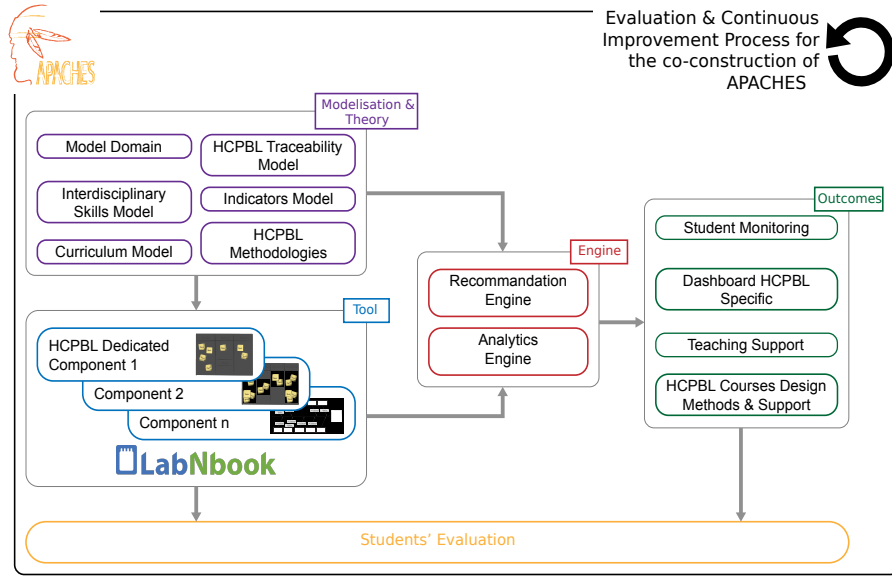 APACHES
Evaluation & Continuous
Improvement Process for
the co-construction of
APACHES
Modelisation &
Theory
Model Domain
HCPBL Traceability
Model
Interdisciplinary
Skills Model
Indicators Model
Curriculum Model
HCPBL
Methodologies
Tool
HCPBL Dedicated
Component 1
Component 2
Component n
LabNbook
Engine
Recommandation
Engine
Analytics
Engine
Outcomes
Student Monitoring
Dashboard HCPBL
Specific
Teaching Support
HCPBL Courses Design
Methods & Support
Students’ Evaluation